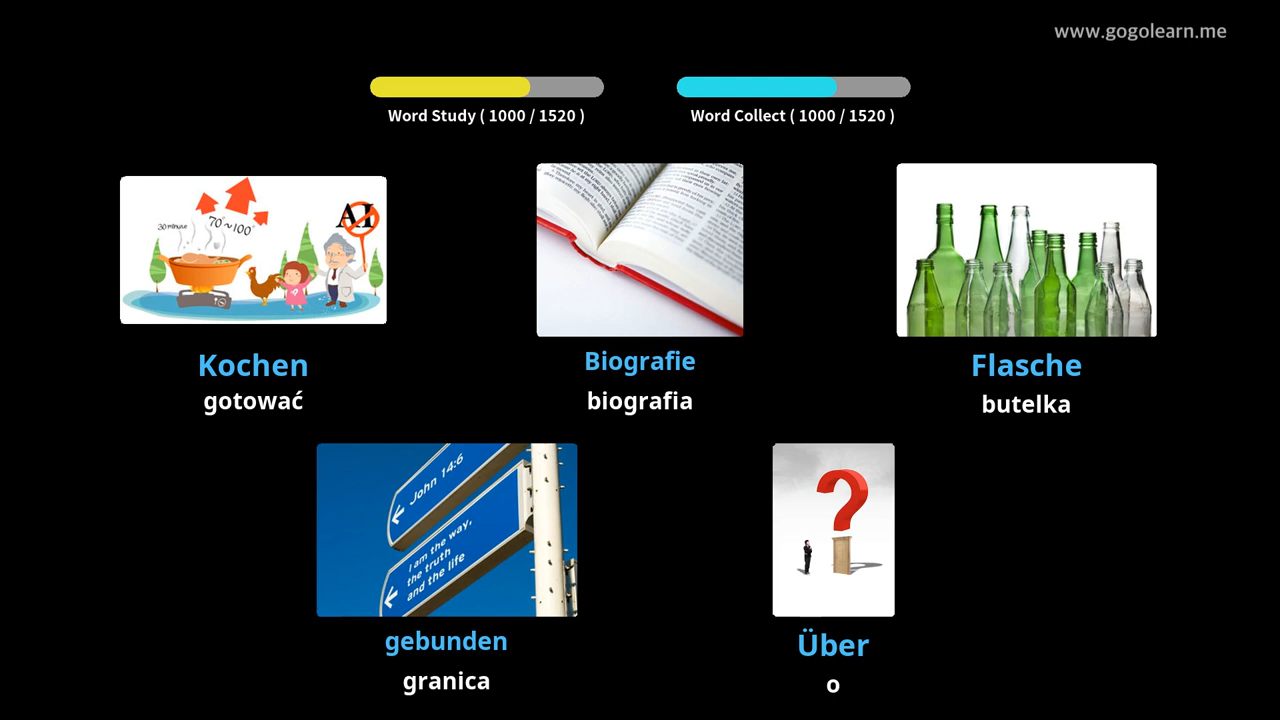 www.gogolearn.me
Word Study ( 1000 / 1520 )
Word Collect ( 1000 / 1520 )
30 minute
70°~100°
AI
Kochen
gotować
Biografie
biografia
Flasche
butelka
John 14:6
I am the way,
the truth
and the life
gebunden
granica
?
Über
o